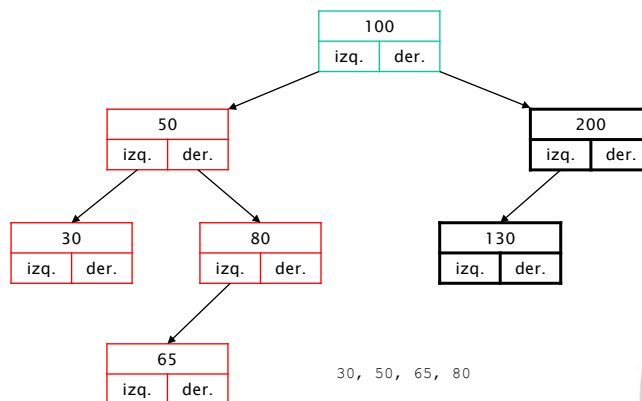 100
izq. der.
50
izq. der.
200
izq. der.
30
izq. der.
80
izq. der.
130
izq. der.
65
izq. der.
30, 50, 65, 80